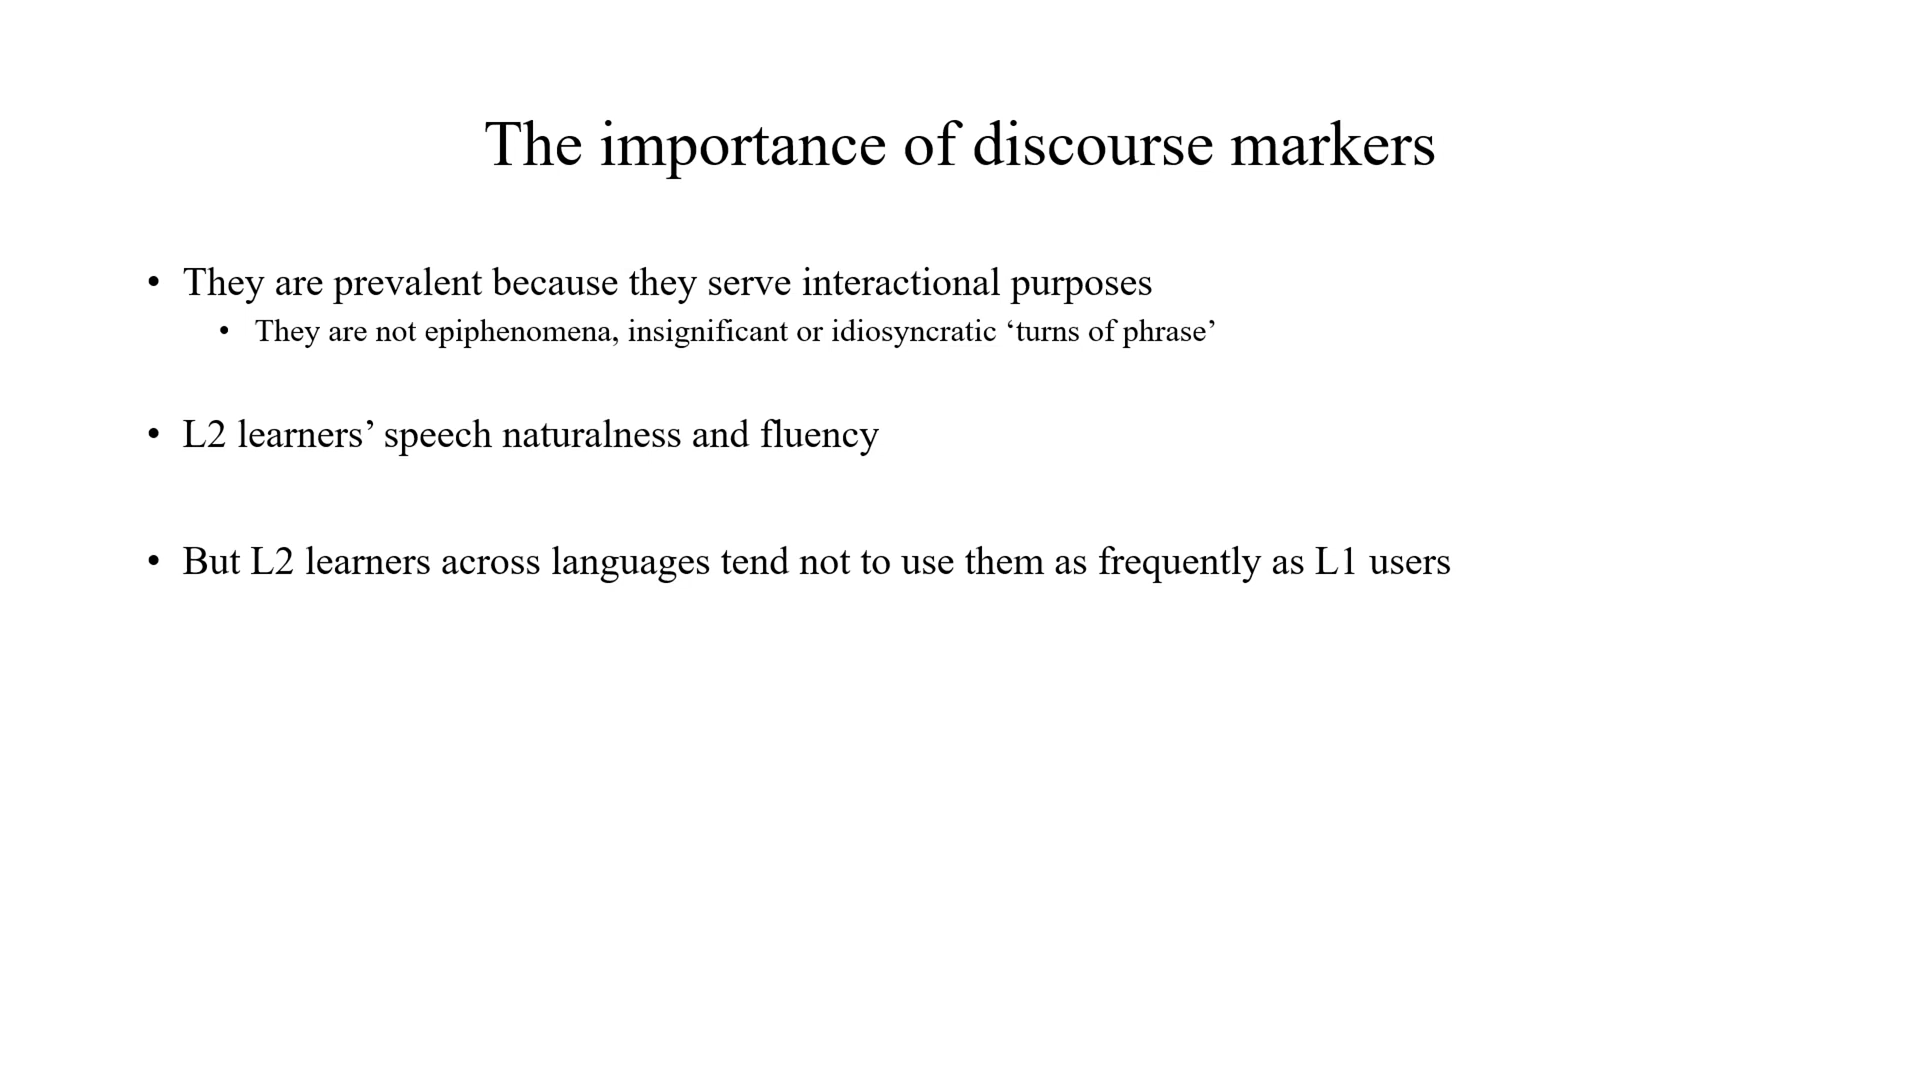 The importance of discourse markers
• They are prevalent because they serve interactional purposes
• They are not epiphenomena, insignificant or idiosyncratic ‘turns of phrase’
• L2 learners’ speech naturalness and fluency
• But L2 learners across languages tend not to use them as frequently as L1 users